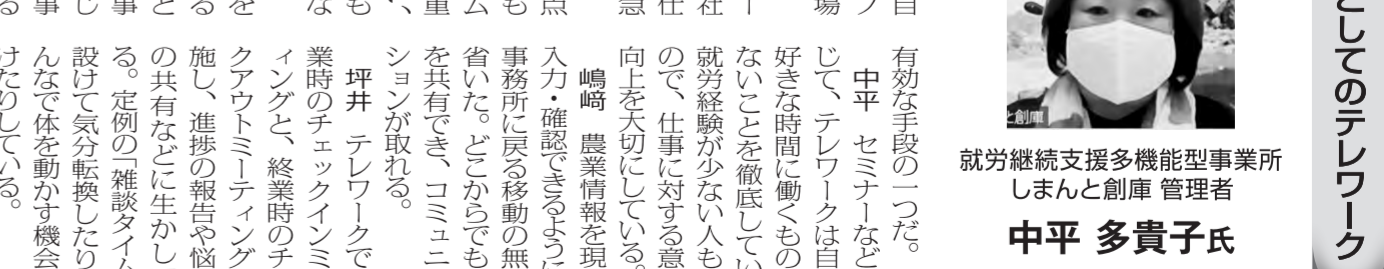 としてのテレワーク
と創庫
就労継続支援多機能型事業所
しまんと創庫 管理者
中平 多貴子氏
有効な手段の一つだ。
中平 セミナーなど
じて、テレワークは自
好きな時間に働くもの
ないことを徹底してい
就労経験が少ない人も
ので、仕事に対する意
向上を大切にしている。
嶋﨑 農業情報を現
入力・確認できるように
事務所に戻る移動の無
省いた。どこからでも
を共有でき、コミュニ
ションが取れる。
坪井 テレワークで
業時のチェックインミ
ィングと、終業時のチ
クアウトミーティング
施し、進捗の報告や悩
の共有などに生かし
る。定例の「雑談タイム
設けて気分転換したり
んなで体を動かす機会
けたりしている。